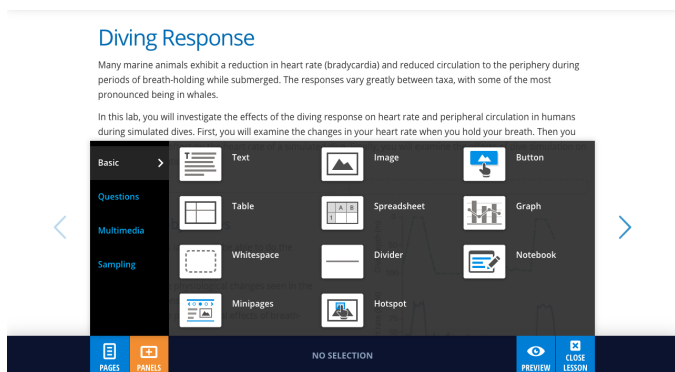 Diving Response
Many marine animals exhibit a reduction in heart rate (bradycardia) and reduced circulation to the periphery during
periods of breath-holding while submerged. The responses vary greatly between taxa, with some of the most
pronounced being in whales.
In this lab, you will investigate the effects of the diving response on heart rate and peripheral circulation in humans
during simulated dives. First, you will examine the changes in your heart rate when you hold your breath. Then you
Basic
Text
Image
Button
Questions
Table
A B
1
Spreadsheet
Graph
Multimedia
Sampling
Whitespace
Divider
Notebook
Minipages
Hotspot
PAGES
PANELS
NO SELECTION
PREVIEW
CLOSE
LESSON